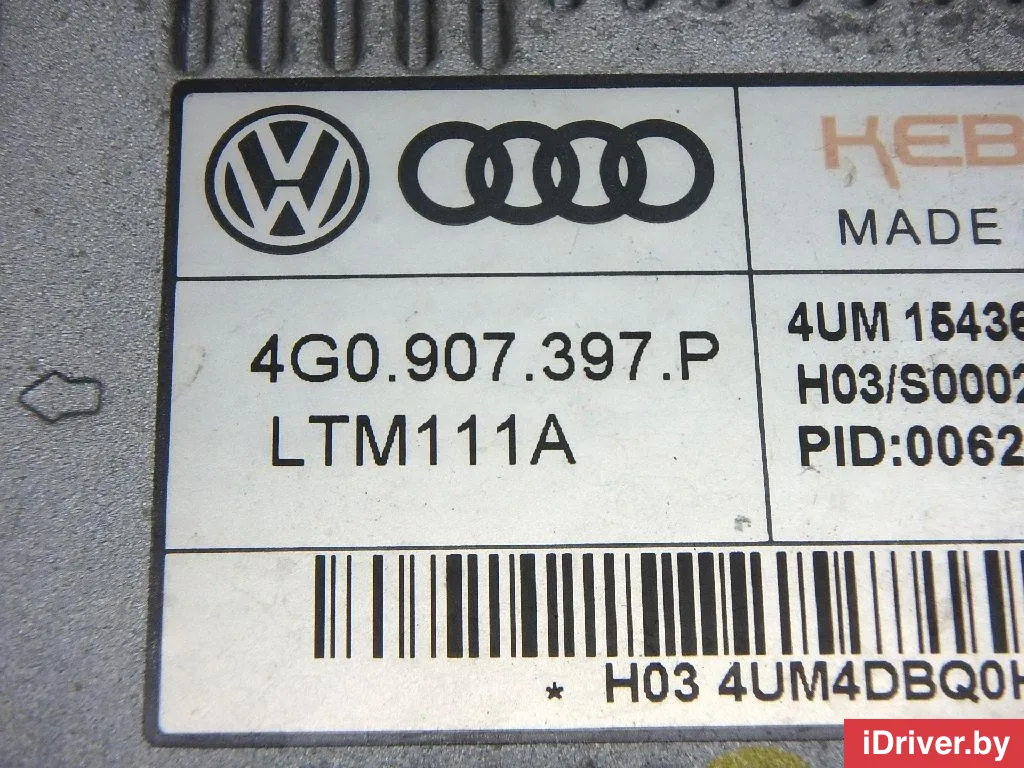 MADE
4G0.907.397.P
LTM111A
4UM 15436
H03/S0002
PID:0062
* H03 4UM4DBQ0H
iDriver.by